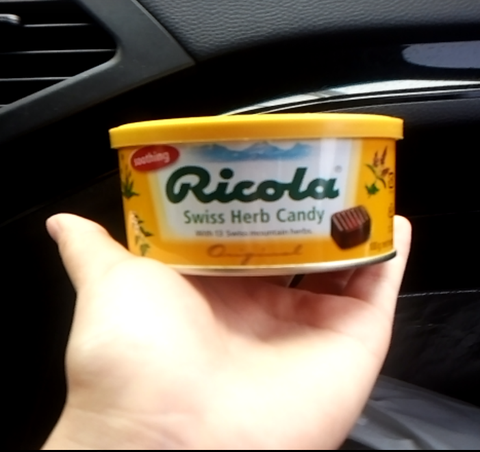 soothing
Ricola
Swiss Herb Candy
With 13 Swiss mountain herbs.
Original